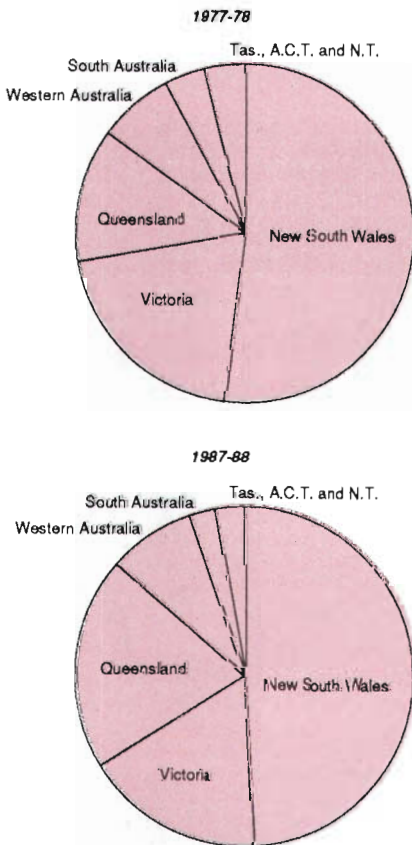 1977-78
Tas., A.C.T. and N.T.
South Australia
Western Australia
Queensland
New South Wales
Victoria
1987-88
Tas., A.C.T. and N.T.
South Australia
Western Australia
Queensland
New South Wales
Victoria